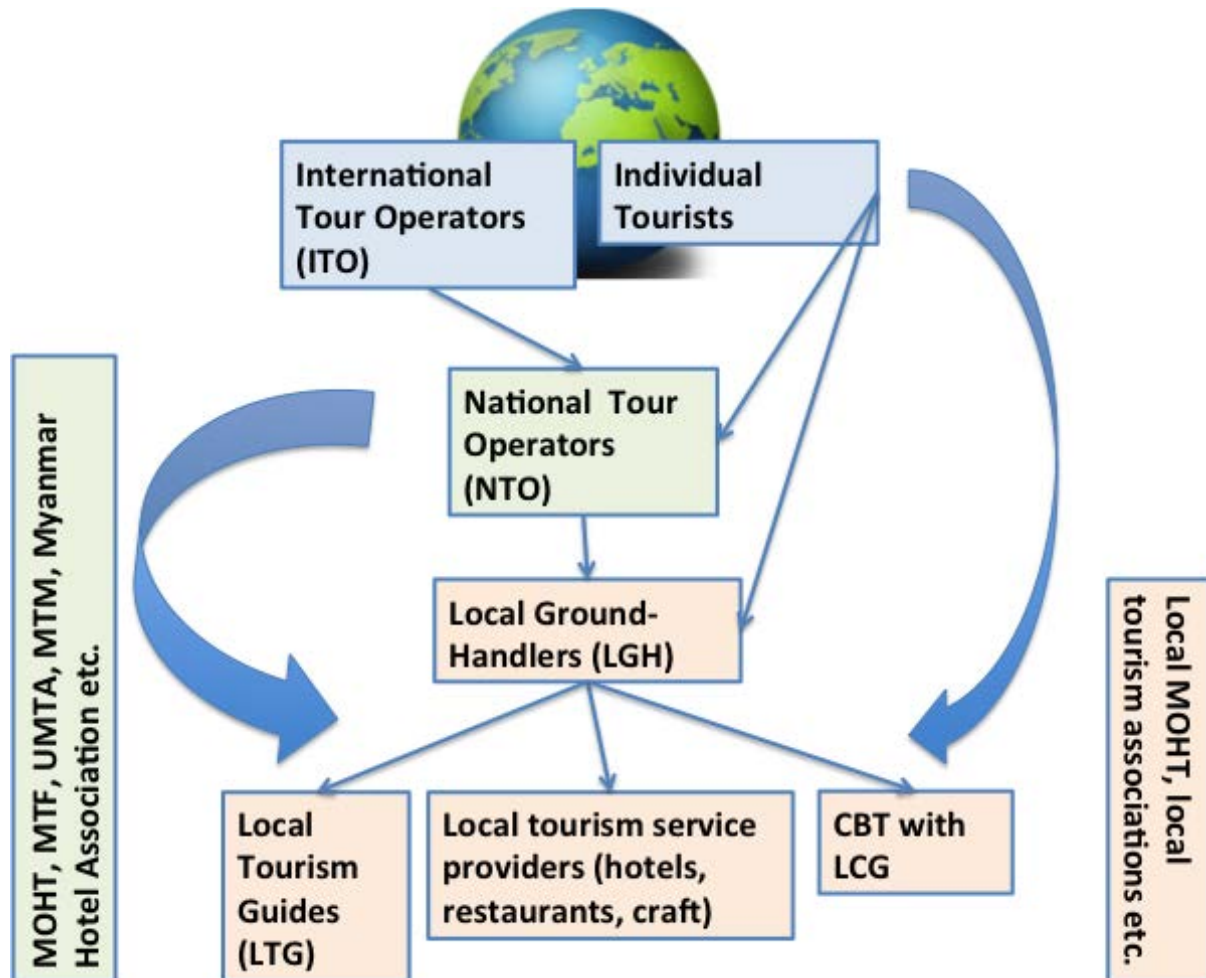 International
Tour Operators
(ITO)
Individual
Tourists
National Tour
Operators
(NTO)
Local Ground-
Handlers (LGH)
Local
Tourism
Guides
(LTG)
Local tourism service
providers (hotels,
restaurants, craft)
CBT with
LCG
MOHT, MTF, UMTA, MTM, Myanmar
Hotel Association etc.
Local MOHT, local
tourism associations etc.